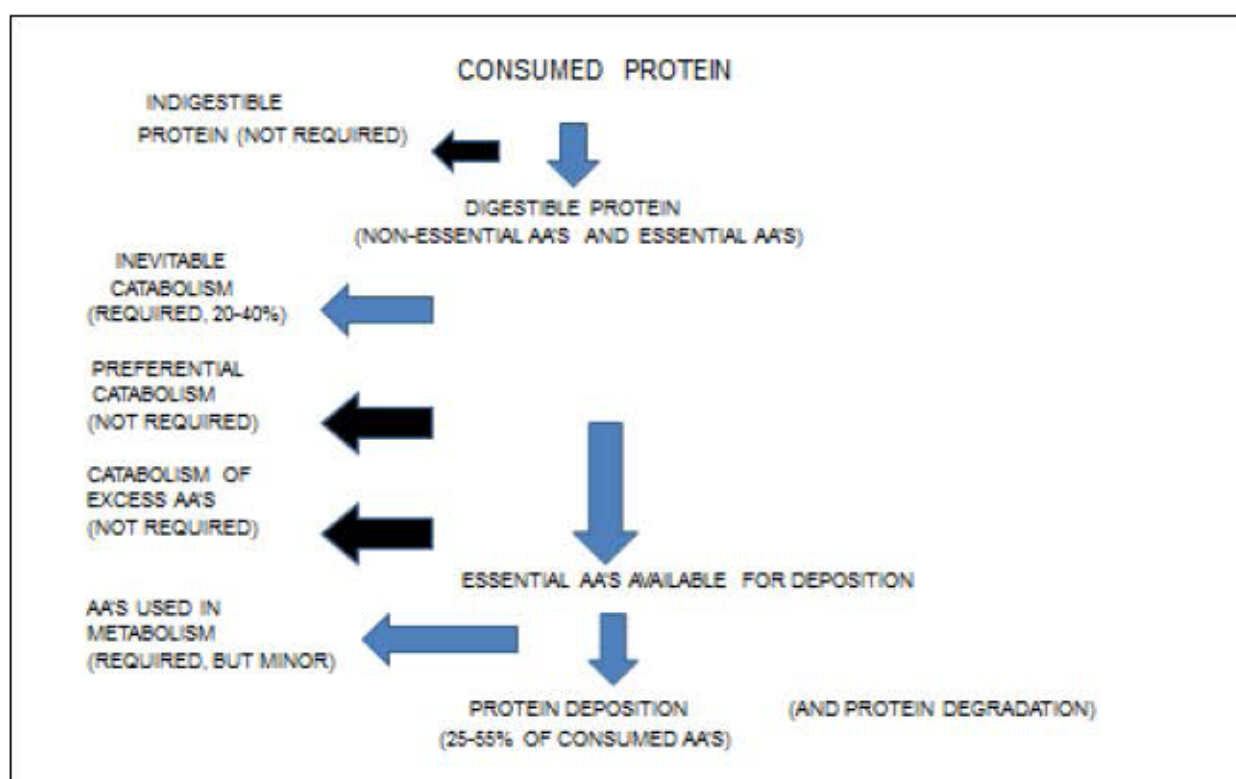 CONSUMED PROTEIN
INDIGESTIBLE
PROTEIN (NOT REQUIRED)
DIGESTIBLE PROTEIN
(NON-ESSENTIAL AA'S AND ESSENTIAL AA'S)
INEVITABLE
CATABOLISM
(REQUIRED, 20-40%)
PREFERENTIAL
CATABOLISM
(NOT REQUIRED)
CATABOLISM OF
EXCESS AA'S
(NOT REQUIRED)
ESSENTIAL AA'S AVAILABLE FOR DEPOSITION
AA'S USED IN
METABOLISM
(REQUIRED, BUT MINOR)
PROTEIN DEPOSITION (AND PROTEIN DEGRADATION)
(25-55% OF CONSUMED AA'S)